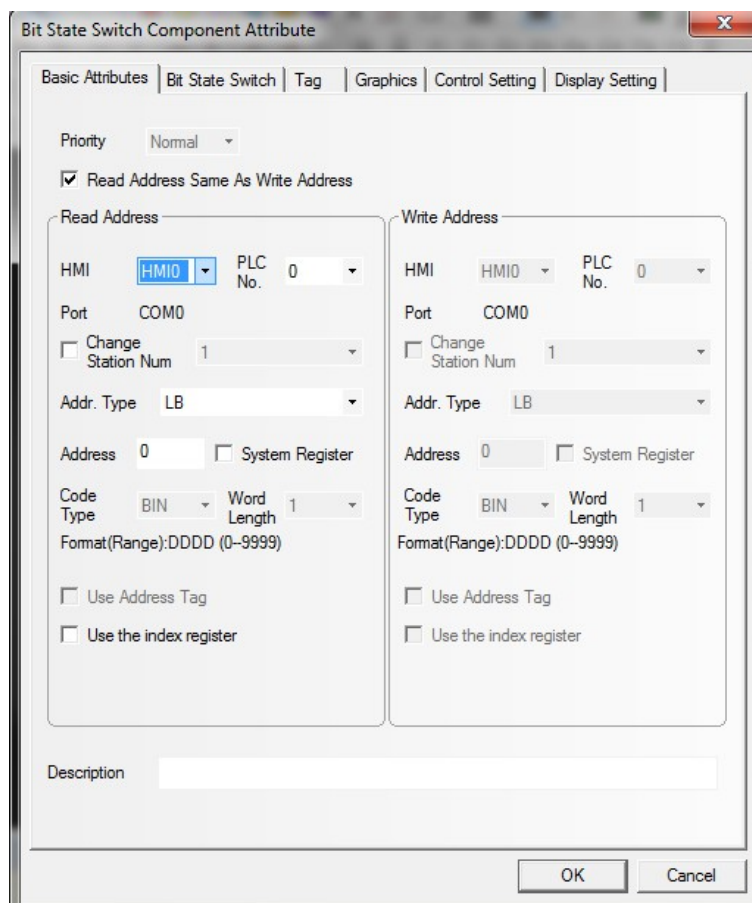 Bit State Switch Component Attribute
Basic Attributes Bit State Switch Tag Graphics Control Setting Display Setting
Priority Normal
Read Address Same As Write Address
Read Address
HMI HMI0 PLC No. 0
Port COM0
Change Station Num 1
Addr. Type LB
Address 0 System Register
Code Type BIN Word Length 1
Format(Range):DDDD (0--9999)
Use Address Tag
Use the index register
Write Address
HMI HMI0 PLC No. 0
Port COM0
Change Station Num 1
Addr. Type LB
Address 0 System Register
Code Type BIN Word Length 1
Format(Range):DDDD (0--9999)
Use Address Tag
Use the index register
Description
OK Cancel